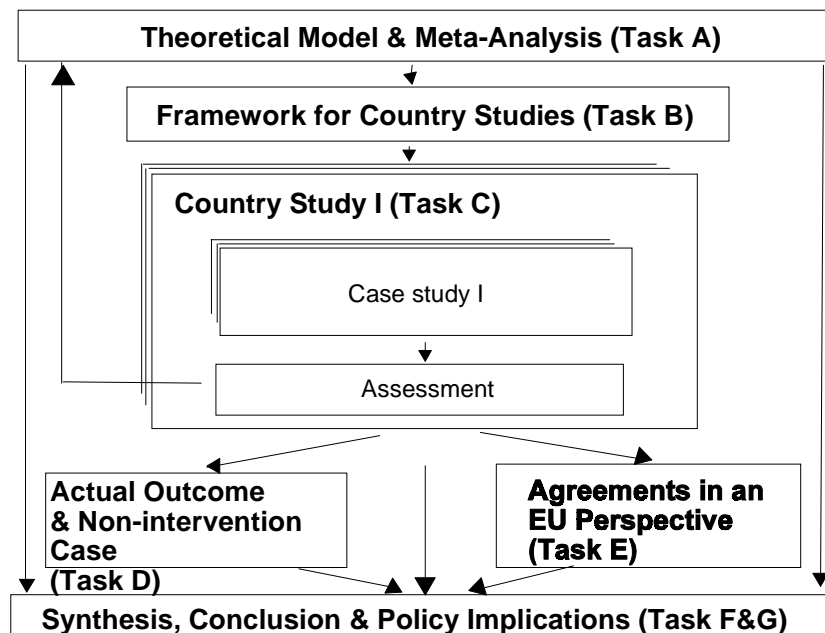 Theoretical Model & Meta-Analysis (Task A)
Framework for Country Studies (Task B)
Country Study I (Task C)
Case study I
Assessment
Actual Outcome
& Non-intervention
Case
(Task D)
Agreements in an
EU Perspective
(Task E)
Synthesis, Conclusion & Policy Implications (Task F&G)